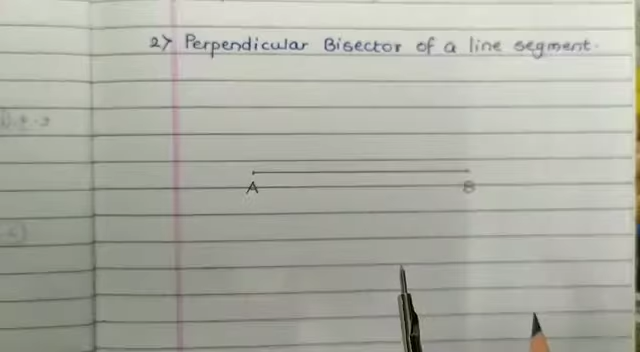 2) Perpendicular Bisector of a line segment.
A B